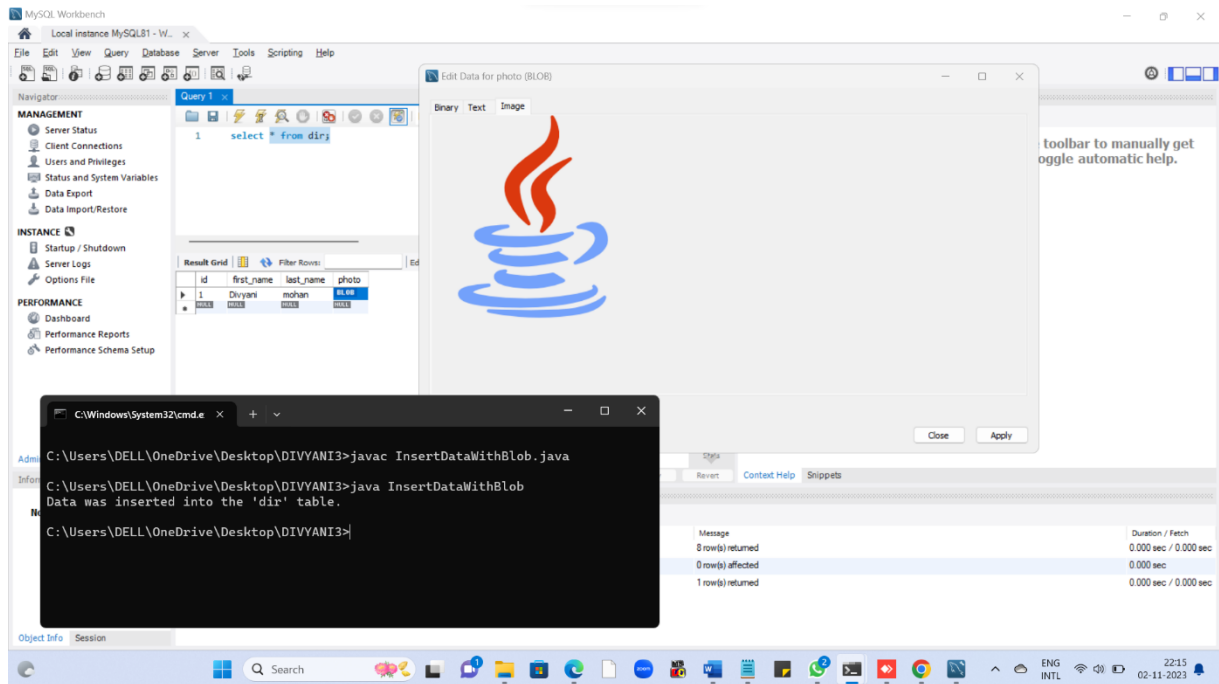 MySQL Workbench
Local instance MySQL81 - W...
File Edit View Query Database Server Tools Scripting Help
Navigator
MANAGEMENT
Server Status
Client Connections
Users and Privileges
Status and System Variables
Data Export
Data Import/Restore
INSTANCE
Startup / Shutdown
Server Logs
Options File
PERFORMANCE
Dashboard
Performance Reports
Performance Schema Setup
Query 1
1 select * from dir;
Result Grid Filter Rows: Ed
id first_name last_name photo
1 Divyani mohan BLOB
NULL NULL NULL NULL
Edit Data for photo (BLOB)
Binary Text Image
Close Apply
toolbar to manually get
oggle automatic help.
C:\Windows\System32\cmd.e
C:\Users\DELL\OneDrive\Desktop\DIVYANI3>javac InsertDataWithBlob.java
C:\Users\DELL\OneDrive\Desktop\DIVYANI3>java InsertDataWithBlob
Data was inserted into the 'dir' table.
C:\Users\DELL\OneDrive\Desktop\DIVYANI3>
Revert Context Help Snippets
Message Duration / Fetch
8 row(s) returned 0.000 sec / 0.000 sec
0 row(s) affected 0.000 sec
1 row(s) returned 0.000 sec / 0.000 sec
Object Info Session
Search
ENG
INTL
22:15
02-11-2023